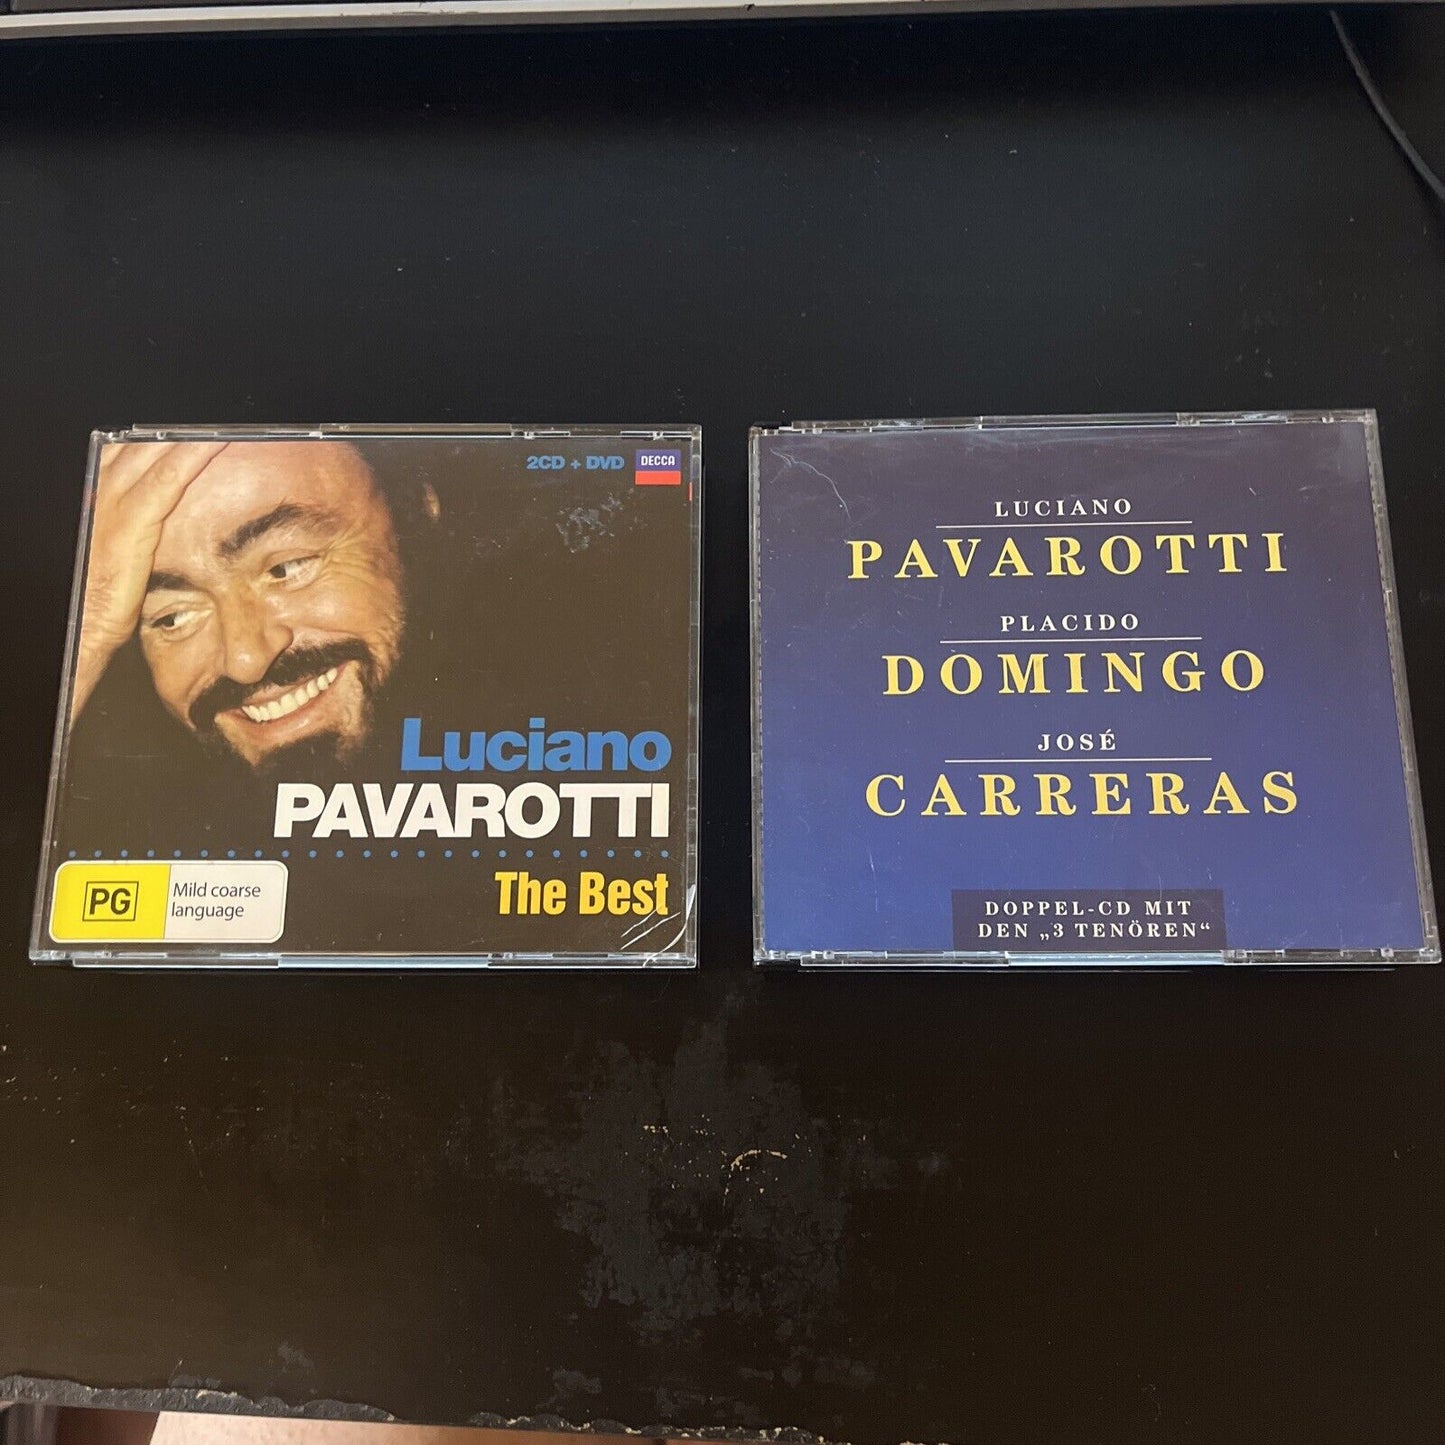 2CD + DVD
DECCA
Luciano
PAVAROTTI
The Best
PG
Mild coarse
language
LUCIANO
PAVAROTTI
PLACIDO
DOMINGO
JOSÉ
CARRERAS
DOPPEL-CD MIT
DEN „3 TENÖREN“